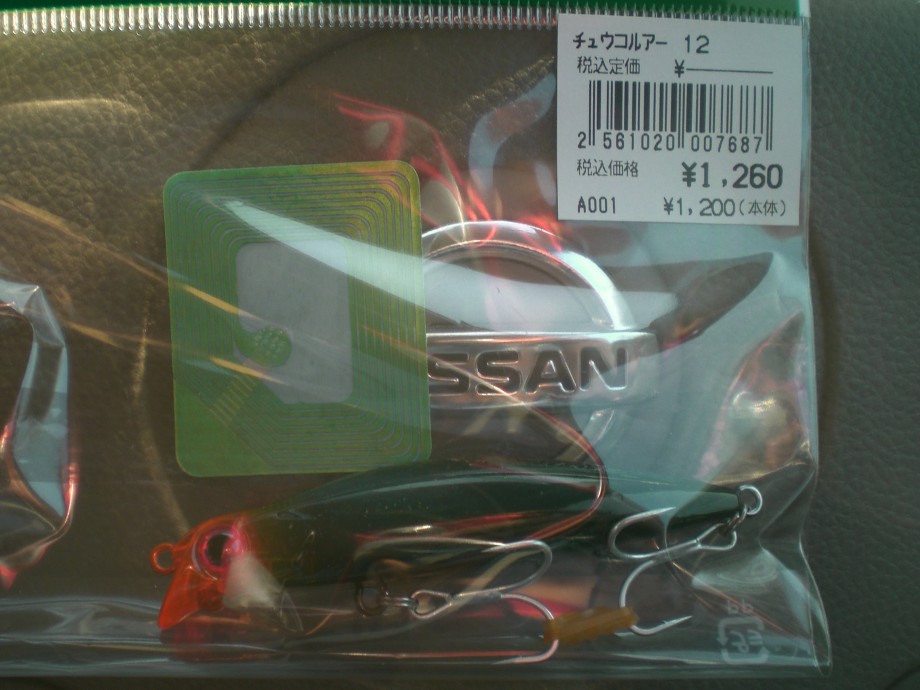 チュウコルアー 12
税込定価 ¥
2 561020 007687
税込価格 ¥1,260
A001 ¥1,200(本体)
SSAN
PP